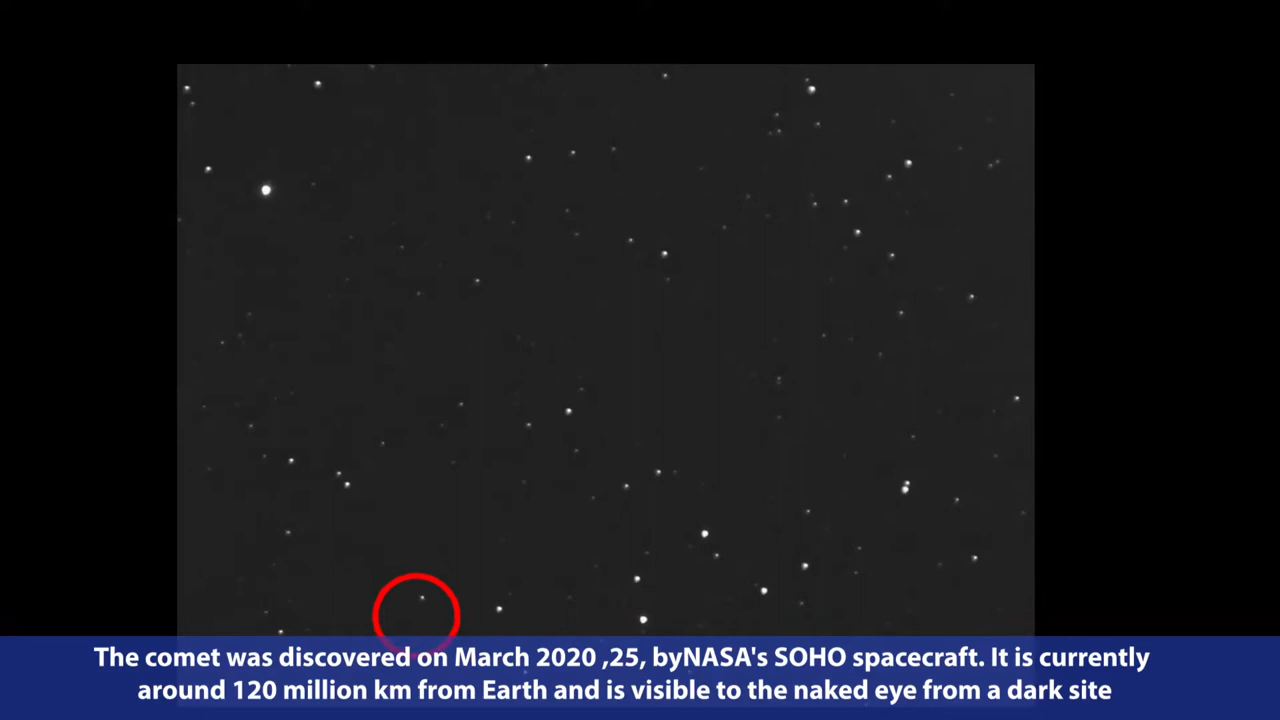 The comet was discovered on March 2020 ,25, byNASA's SOHO spacecraft. It is currently
around 120 million km from Earth and is visible to the naked eye from a dark site